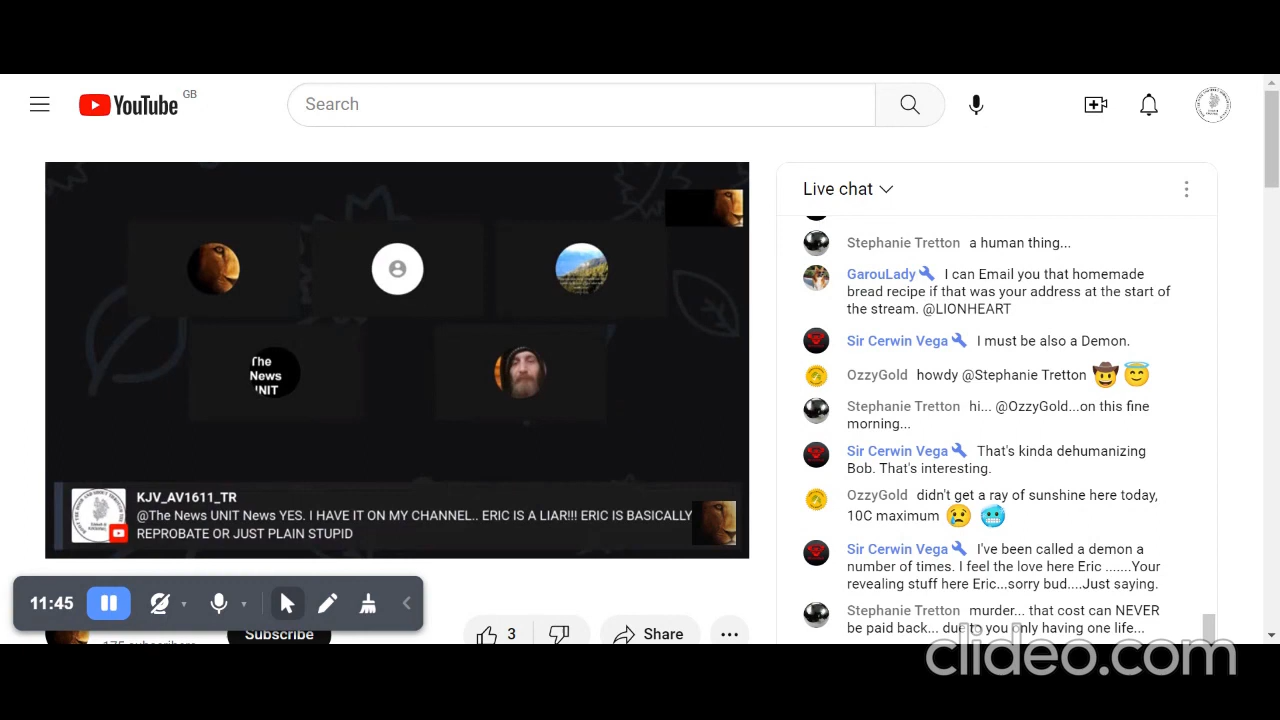 YouTube GB
Search
Live chat
Stephanie Tretton a human thing...
GarouLady I can Email you that homemade
bread recipe if that was your address at the start of
the stream. @LIONHEART
Sir Cerwin Vega I must be also a Demon.
OzzyGold howdy @Stephanie Tretton 🤠 😇
Stephanie Tretton hi... @OzzyGold...on this fine
morning...
Sir Cerwin Vega That's kinda dehumanizing
Bob. That's interesting.
OzzyGold didn't get a ray of sunshine here today,
10C maximum 😢 🥶
Sir Cerwin Vega I've been called a demon a
number of times. I feel the love here Eric .......Your
revealing stuff here Eric...sorry bud....Just saying.
Stephanie Tretton murder... that cost can NEVER
be paid back... due to you only having one life...
The
News
UNIT
KJV_AV1611_TR
@The News UNIT News YES. I HAVE IT ON MY CHANNEL.. ERIC IS A LIAR!!! ERIC IS BASICALLY
REPROBATE OR JUST PLAIN STUPID
11:45
175 subscribers
Subscribe
3
Share
clideo.com